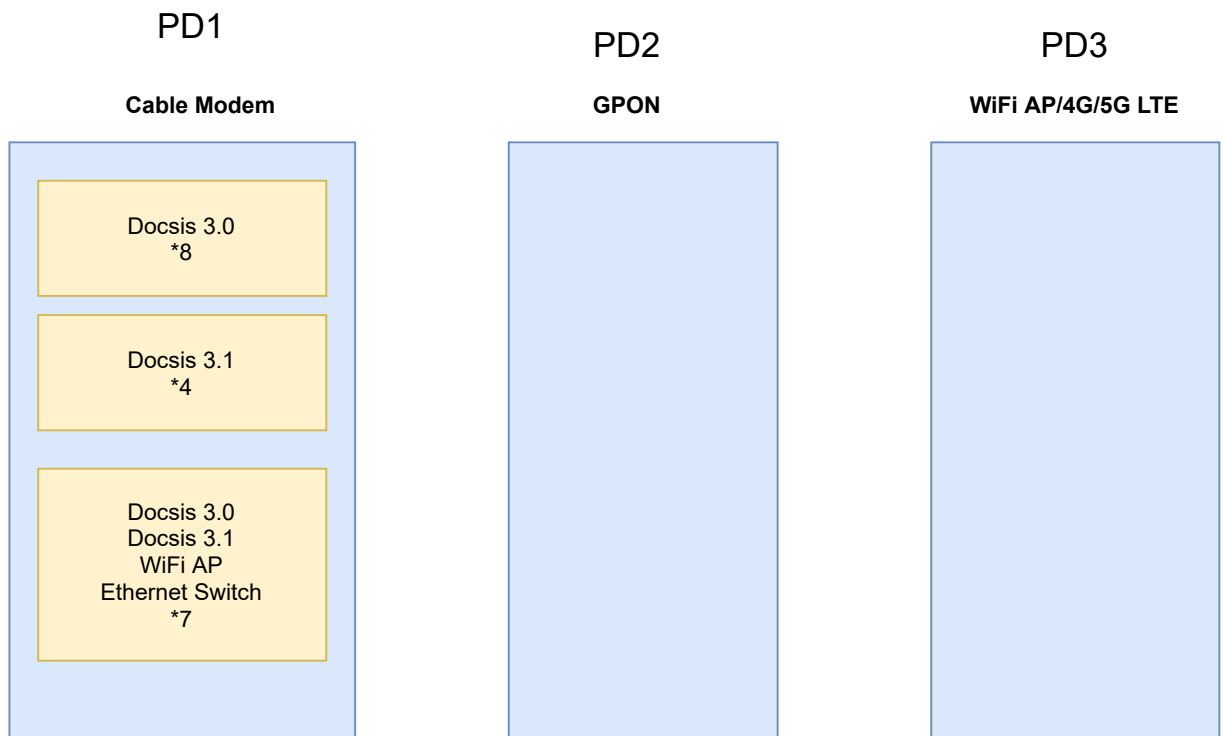 PD1
PD2
PD3
Cable Modem
GPON
WiFi AP/4G/5G LTE
Docsis 3.0
*8
Docsis 3.1
*4
Docsis 3.0
Docsis 3.1
WiFi AP
Ethernet Switch
*7